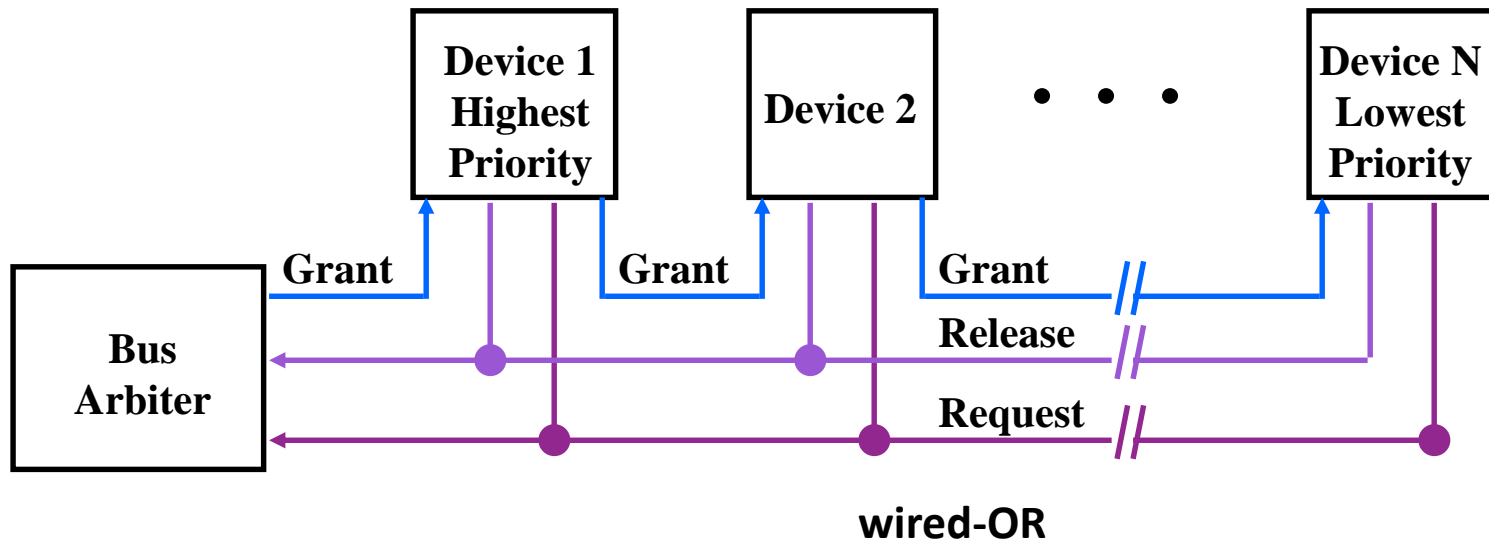 Device 1
Highest
Priority
Device 2
Device N
Lowest
Priority
Grant
Grant
Grant
Bus
Arbiter
Release
Request
wired-OR